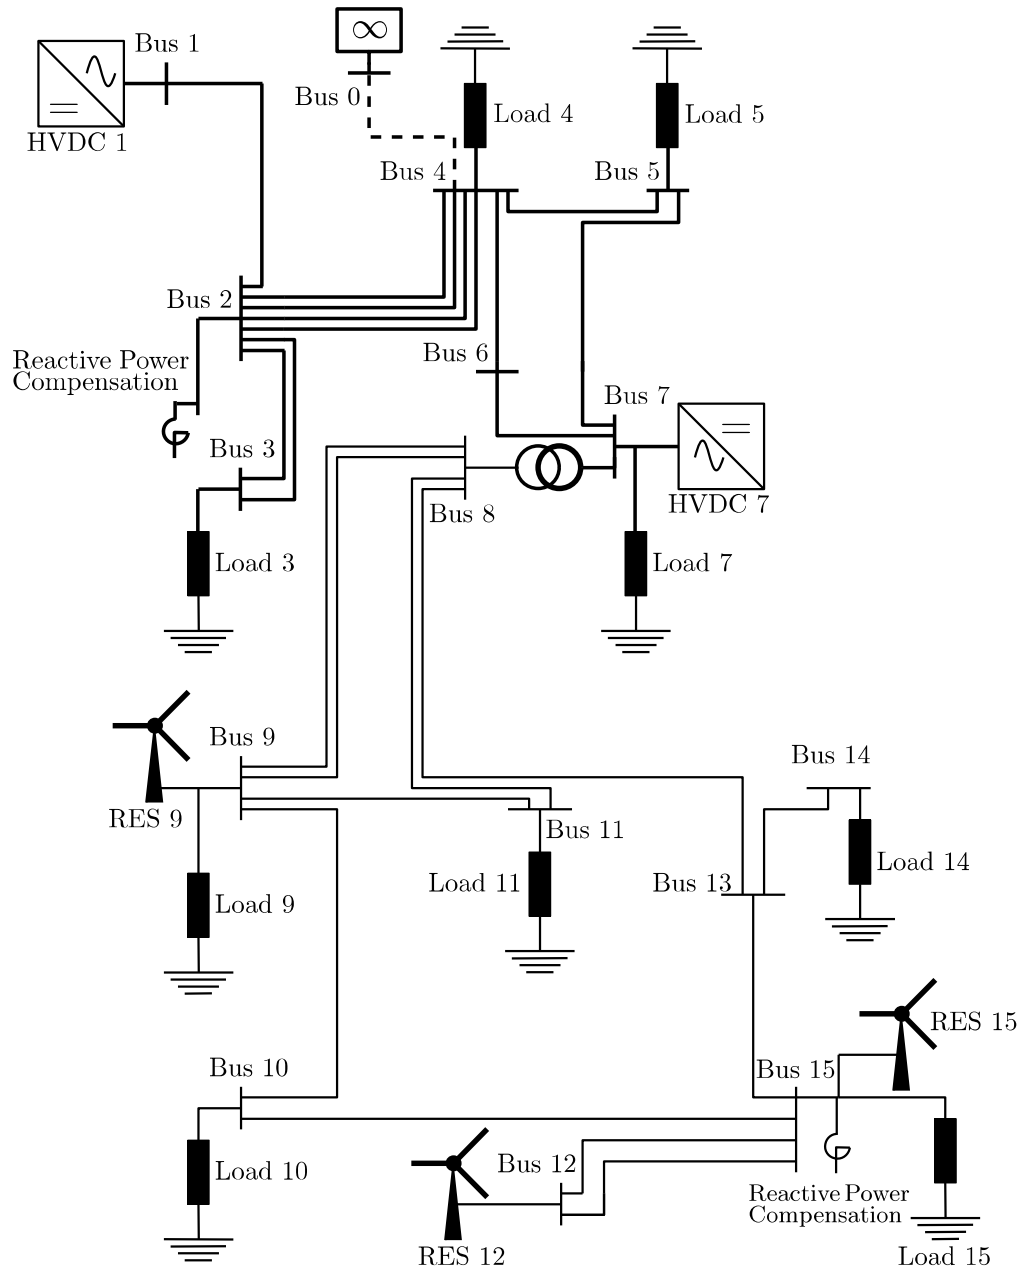 Bus 1
∞
Bus 0
Load 4
Load 5
HVDC 1
Bus 4
Bus 5
Bus 2
Reactive Power
Compensation
Bus 6
Bus 7
Bus 3
HVDC 7
Bus 8
Load 3
Load 7
Bus 9
Bus 14
RES 9
Bus 11
Load 14
Load 11
Bus 13
Load 9
RES 15
Bus 10
Bus 15
Bus 12
Load 10
Reactive Power
Compensation
RES 12
Load 15